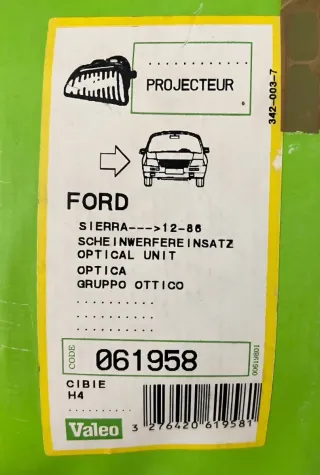 . . . . . . . . . . . . .
PROJECTEUR
.
342-003-7
FORD
SIERRA--->12-86
SCHEINWERFEREINSATZ
OPTICAL UNIT
OPTICA
GRUPPO OTTICO
. . . . . . . . . .
. . . . . . . . . .
. . . . . . . . . .
CODE
061958
CIBIE
H4
. . . . . . . . . .
Valeo
3 276420 619581